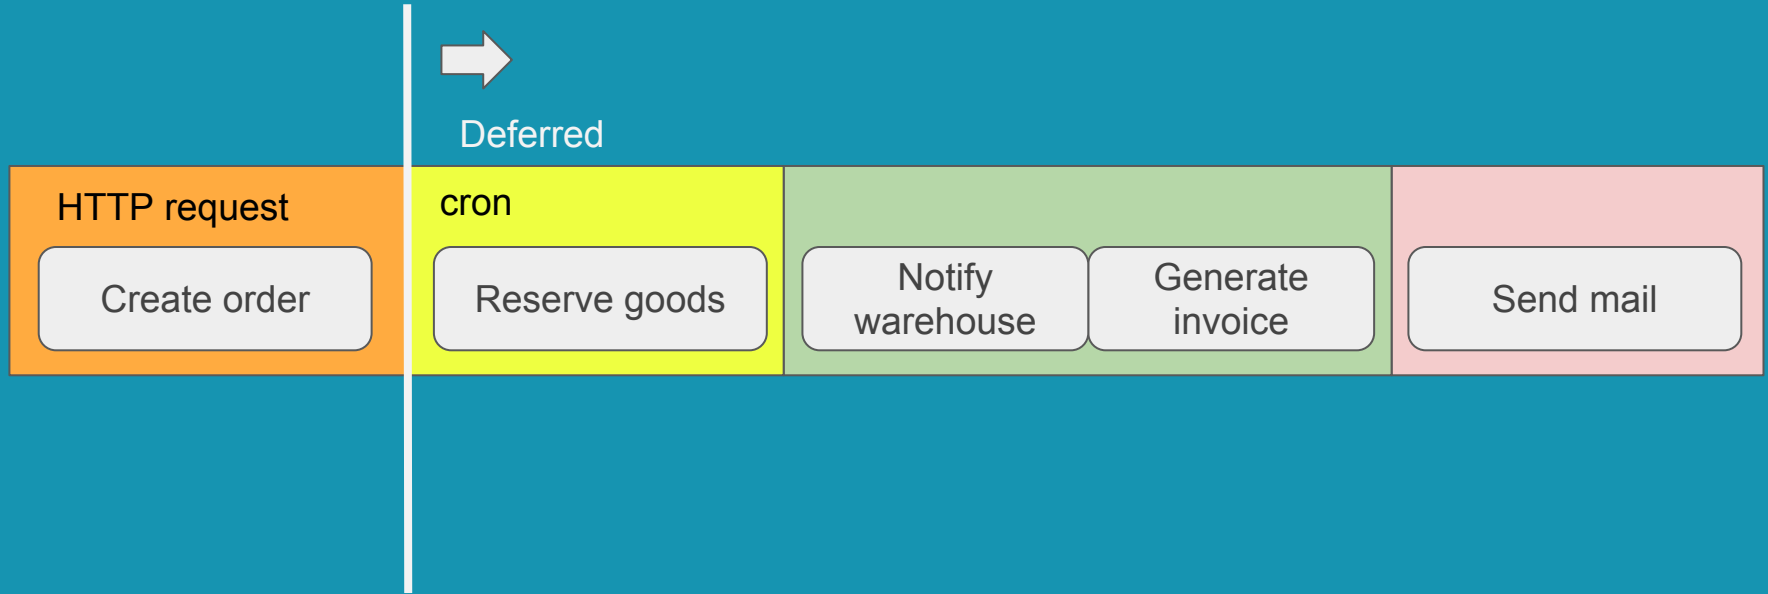 Deferred
HTTP request
cron
Create order
Reserve goods
Notify
warehouse
Generate
invoice
Send mail